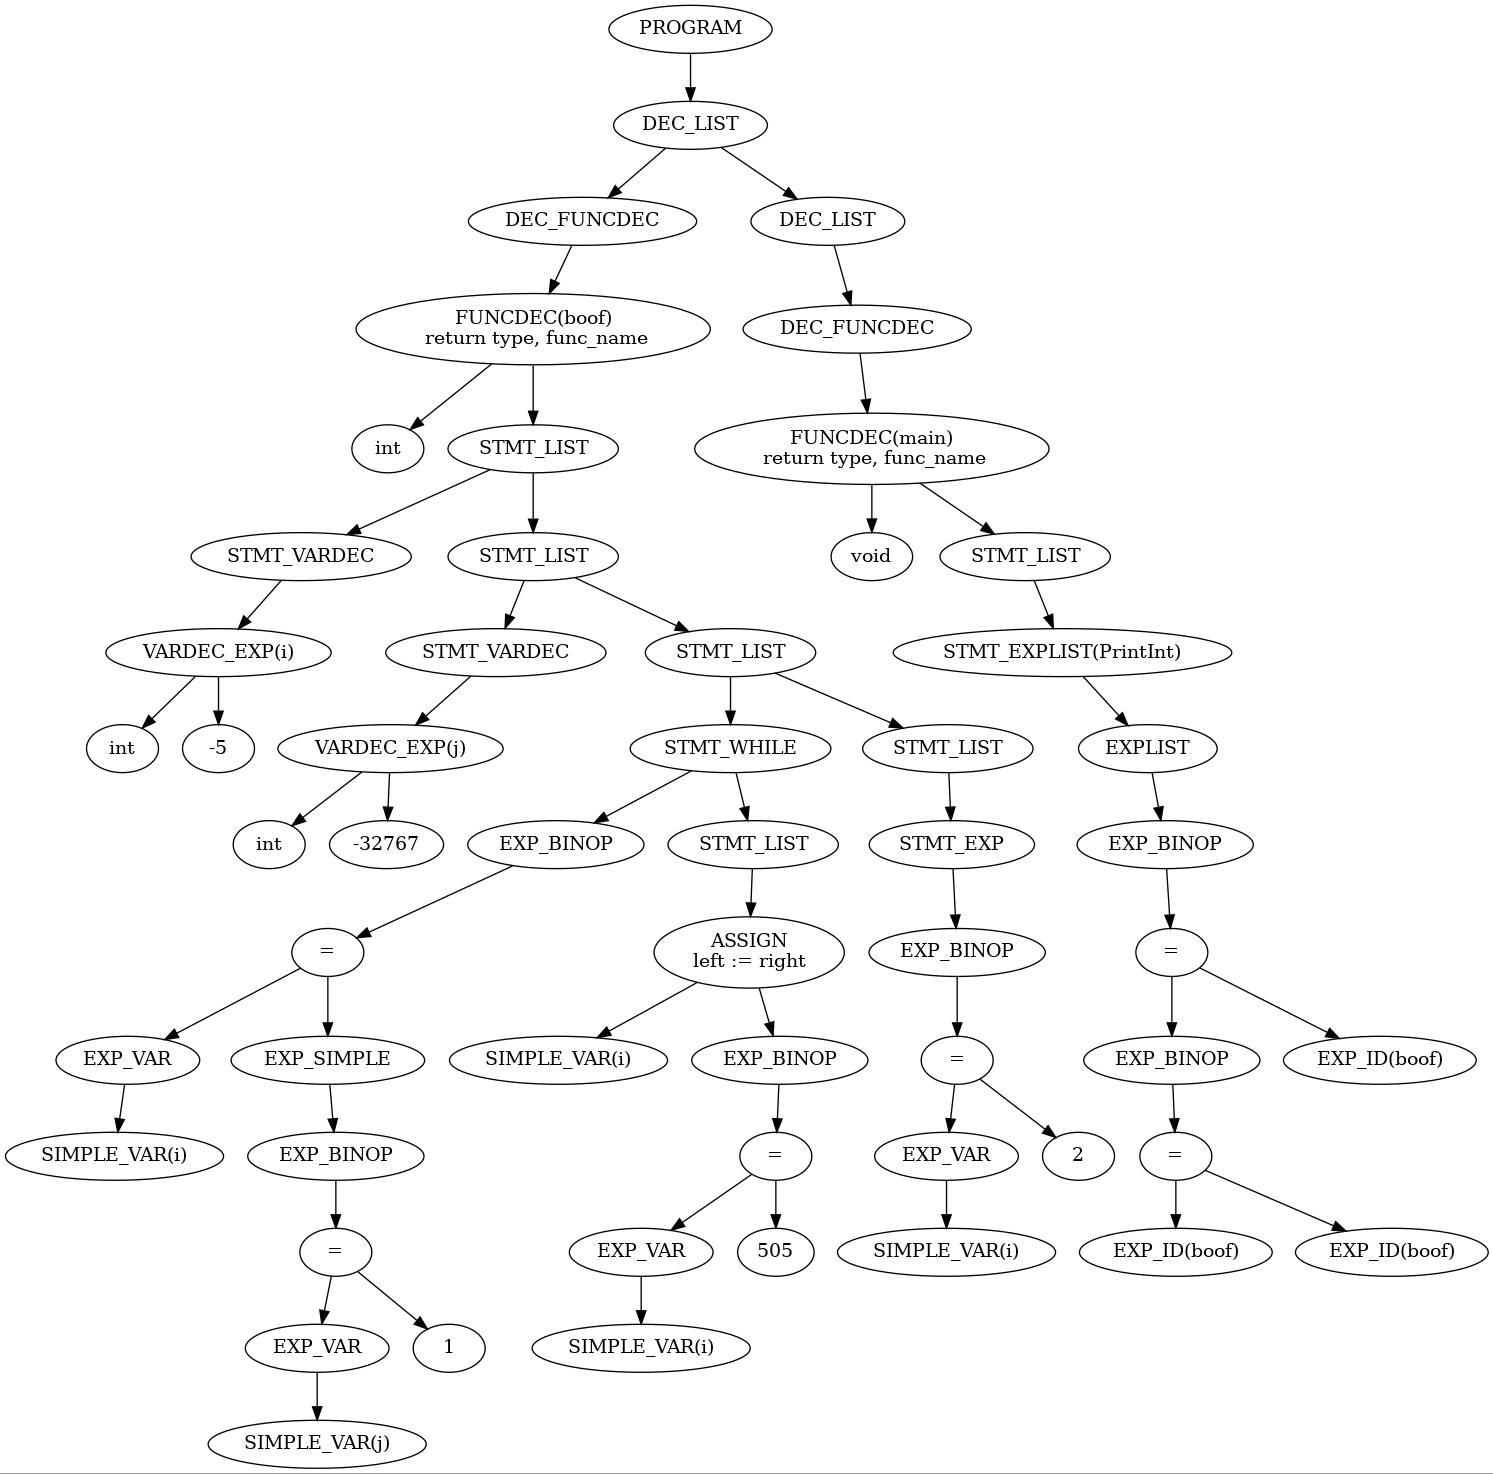 PROGRAM
DEC_LIST
DEC_FUNCDEC
DEC_LIST
FUNCDEC(boof)
return type, func_name
DEC_FUNCDEC
int
STMT_LIST
FUNCDEC(main)
return type, func_name
STMT_VARDEC
STMT_LIST
void
STMT_LIST
VARDEC_EXP(i)
STMT_VARDEC
STMT_LIST
STMT_EXPLIST(PrintInt)
int
-5
VARDEC_EXP(j)
STMT_WHILE
STMT_LIST
EXPLIST
int
-32767
EXP_BINOP
STMT_LIST
STMT_EXP
EXP_BINOP
=
ASSIGN
left := right
EXP_BINOP
=
EXP_VAR
EXP_SIMPLE
SIMPLE_VAR(i)
EXP_BINOP
=
EXP_BINOP
EXP_ID(boof)
SIMPLE_VAR(i)
EXP_BINOP
=
EXP_VAR
2
=
=
EXP_VAR
505
SIMPLE_VAR(i)
EXP_ID(boof)
EXP_ID(boof)
EXP_VAR
1
SIMPLE_VAR(i)
SIMPLE_VAR(j)